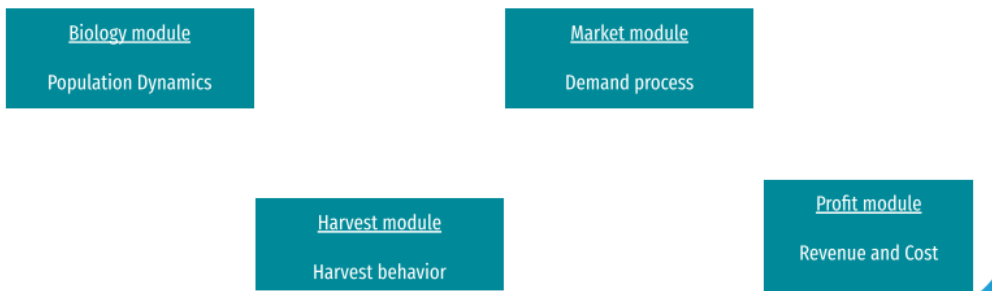 Biology module
Population Dynamics
Market module
Demand process
Harvest module
Harvest behavior
Profit module
Revenue and Cost